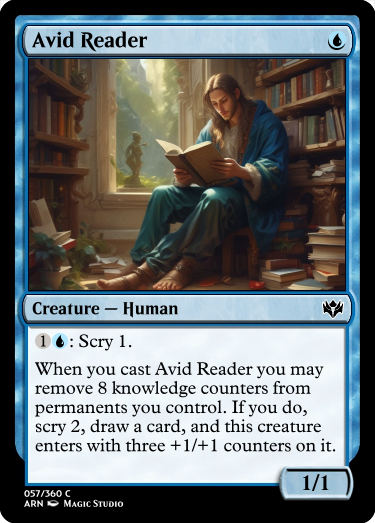 Avid Reader
Creature — Human
1 : Scry 1.
When you cast Avid Reader you may
remove 8 knowledge counters from
permanents you control. If you do,
scry 2, draw a card, and this creature
enters with three +1/+1 counters on it.
1/1
057/360 C
ARN Magic Studio